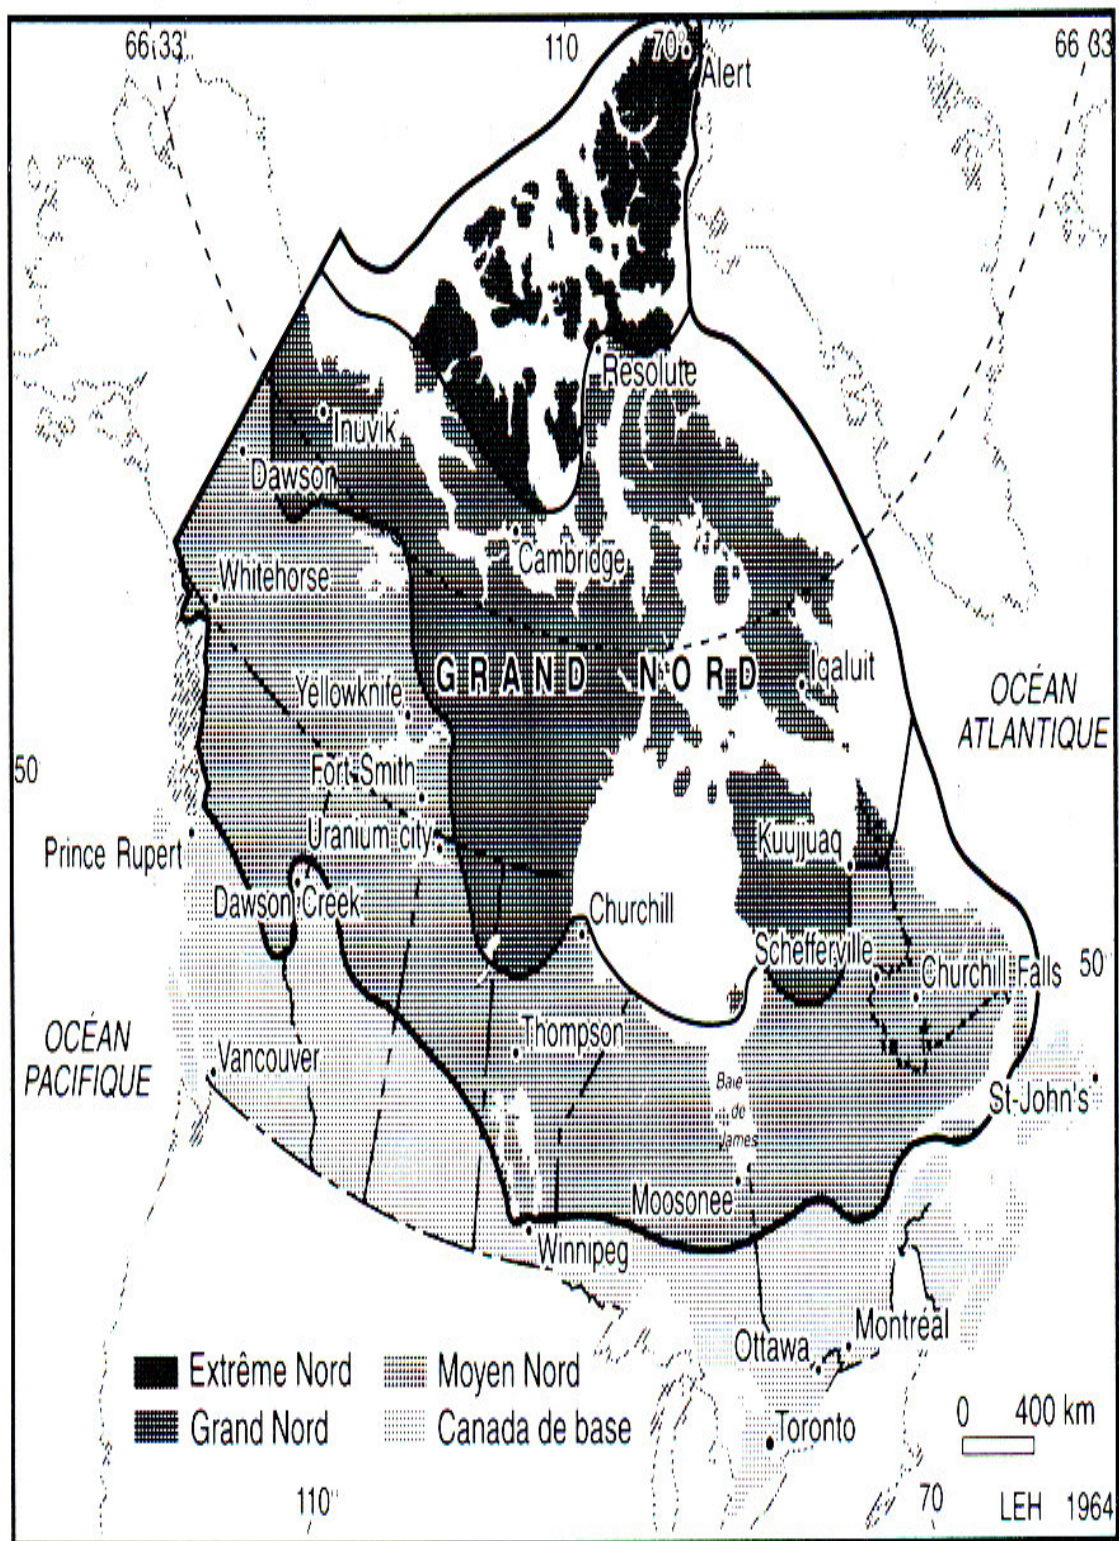 66 33'
110
70°
66 33
Alert
Resolute
Inuvik
Dawson
Cambridge
Whitehorse
GRAND NORD
Iqaluit
Yellowknife
OCÉAN
ATLANTIQUE
Fort Smith
50
Uranium city
Prince Rupert
Kuujjuaq
Dawson Creek
Churchill
Schefferville
50°
Churchill Falls
OCÉAN
PACIFIQUE
Thompson
Vancouver
Baie
de
James
St-John's
Moosonee
Winnipeg
Montréal
Ottawa
Extrême Nord
Moyen Nord
Grand Nord
Canada de base
Toronto
0 400 km
110°
70
LEH 1964